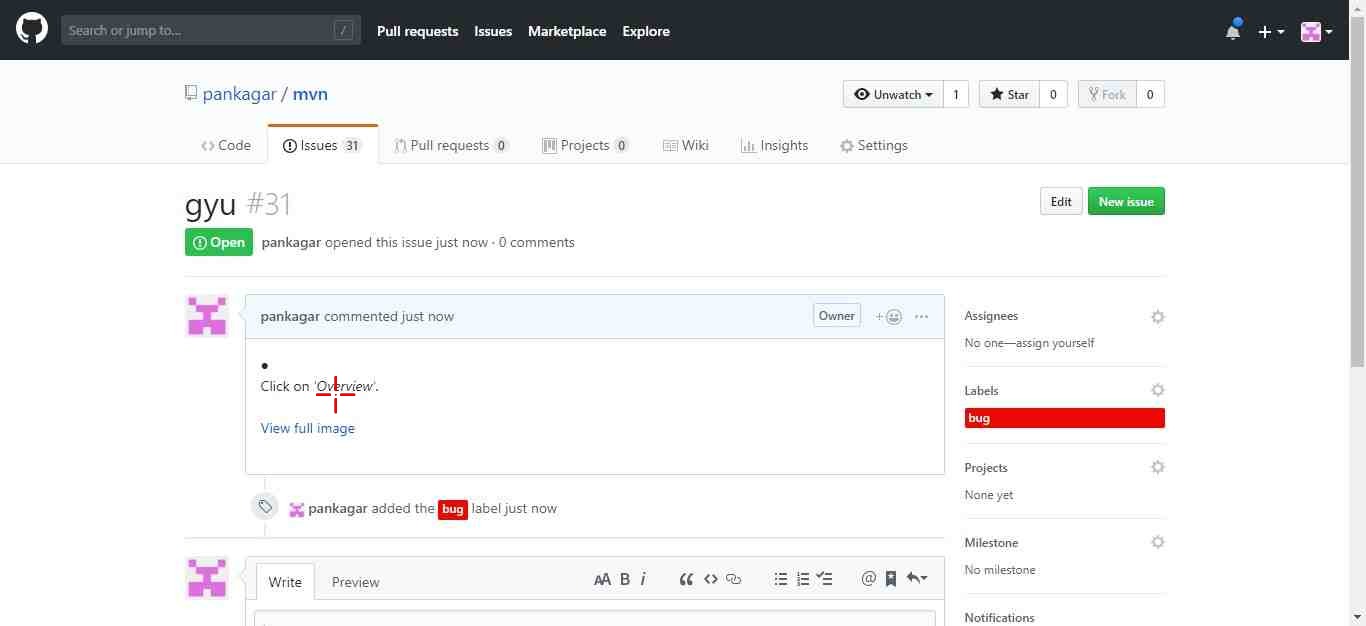 Search or jump to... /
Pull requests Issues Marketplace Explore
pankagar / mvn
Unwatch 1 Star 0 Fork 0
Code Issues 31 Pull requests 0 Projects 0 Wiki Insights Settings
gyu #31
Edit New issue
Open pankagar opened this issue just now · 0 comments
pankagar commented just now Owner + ...
•
Click on 'Overview'.
View full image
pankagar added the bug label just now
Assignees
No one—assign yourself
Labels
bug
Projects
None yet
Milestone
No milestone
Notifications
Write Preview AA B i “ <> @